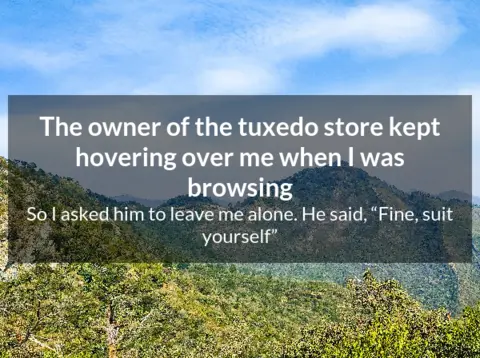 The owner of the tuxedo store kept
hovering over me when I was
browsing
So I asked him to leave me alone. He said, “Fine, suit
yourself”